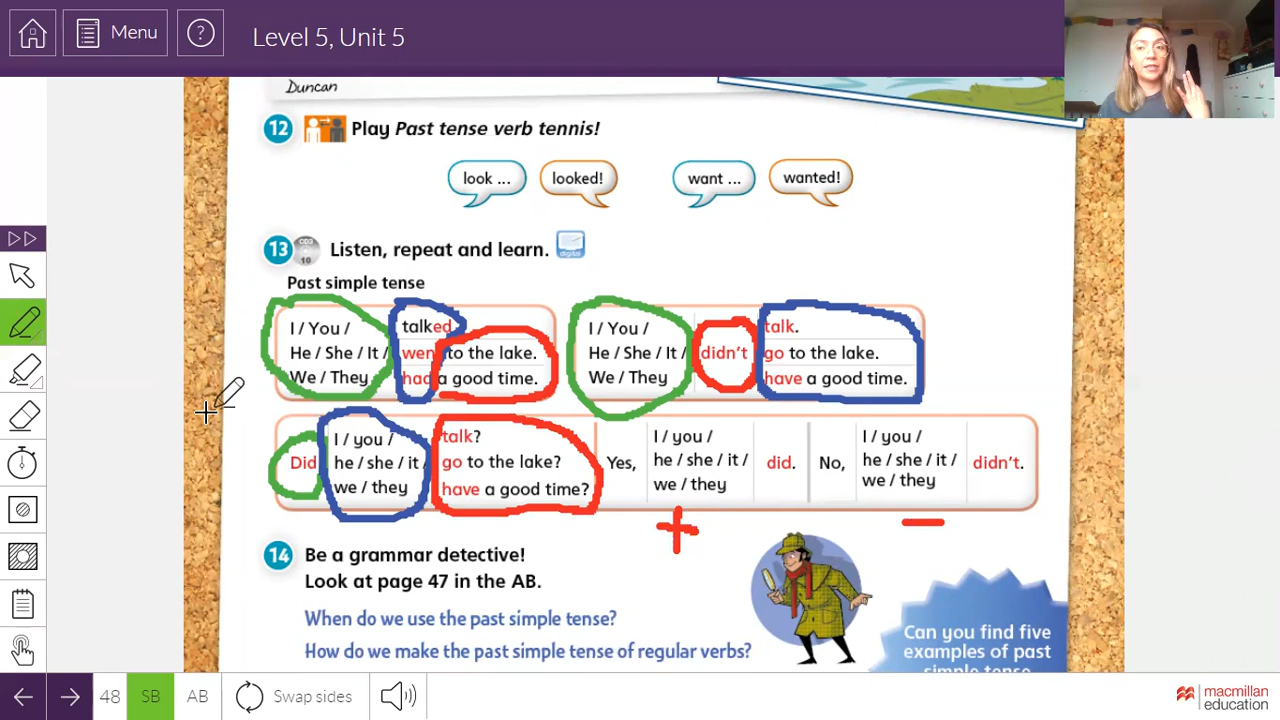 Menu
?
Level 5, Unit 5
Duncan
12 Play Past tense verb tennis!
look ... looked! want ... wanted!
13 CD3 10 Listen, repeat and learn. digital
Past simple tense
I / You /
He / She / It /
We / They
talked
went to the lake.
had a good time.
I / You /
He / She / It /
We / They
didn't
talk.
go to the lake.
have a good time.
Did
I / you /
he / she / it /
we / they
talk?
go to the lake?
have a good time?
Yes,
I / you /
he / she / it /
we / they
did.
No,
I / you /
he / she / it /
we / they
didn't.
+
–
14 Be a grammar detective!
Look at page 47 in the AB.
When do we use the past simple tense?
How do we make the past simple tense of regular verbs?
Can you find five
examples of past
simple tense
48 SB AB Swap sides
macmillan
education